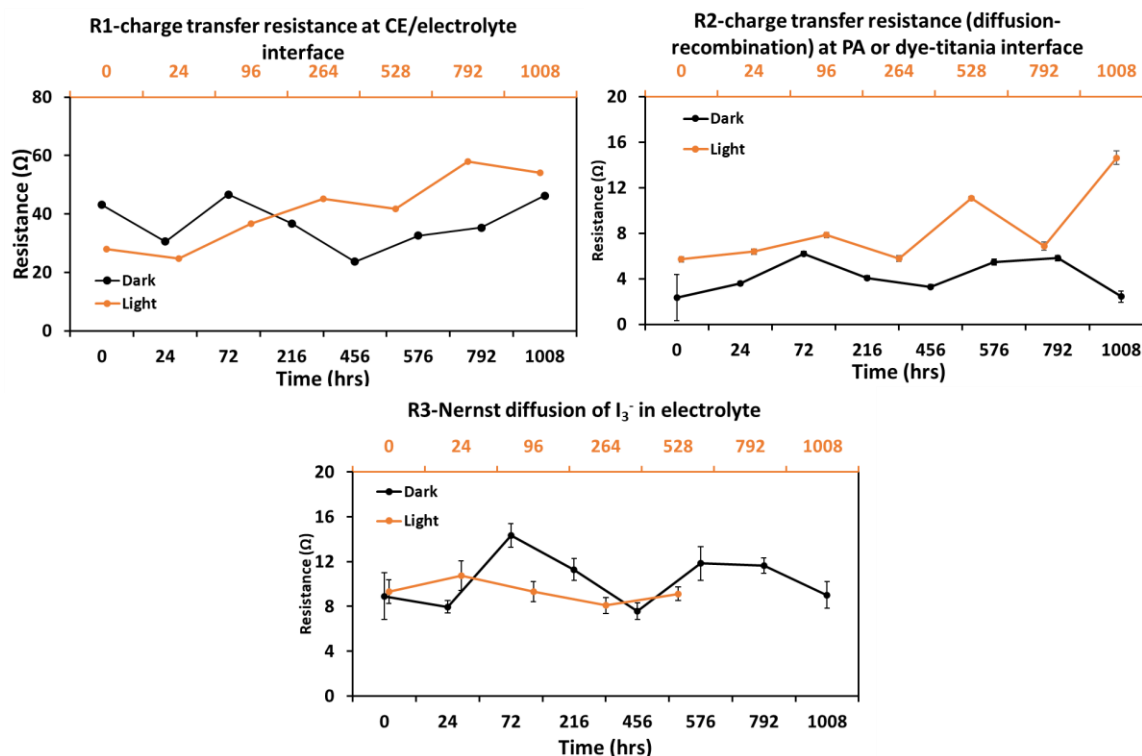 R1-charge transfer resistance at CE/electrolyte
interface
0 24 96 264 528 792 1008
80
60
40
20
0
Resistance (Ω)
Dark
Light
0 24 72 216 456 576 792 1008
Time (hrs)
R2-charge transfer resistance (diffusion-
recombination) at PA or dye-titania interface
0 24 96 264 528 792 1008
20
16
12
8
4
0
Resistance (Ω)
Dark
Light
0 24 72 216 456 576 792 1008
Time (hrs)
R3-Nernst diffusion of I₃⁻ in electrolyte
0 24 96 264 528 792 1008
20
16
12
8
4
0
Resistance (Ω)
Dark
Light
0 24 72 216 456 576 792 1008
Time (hrs)